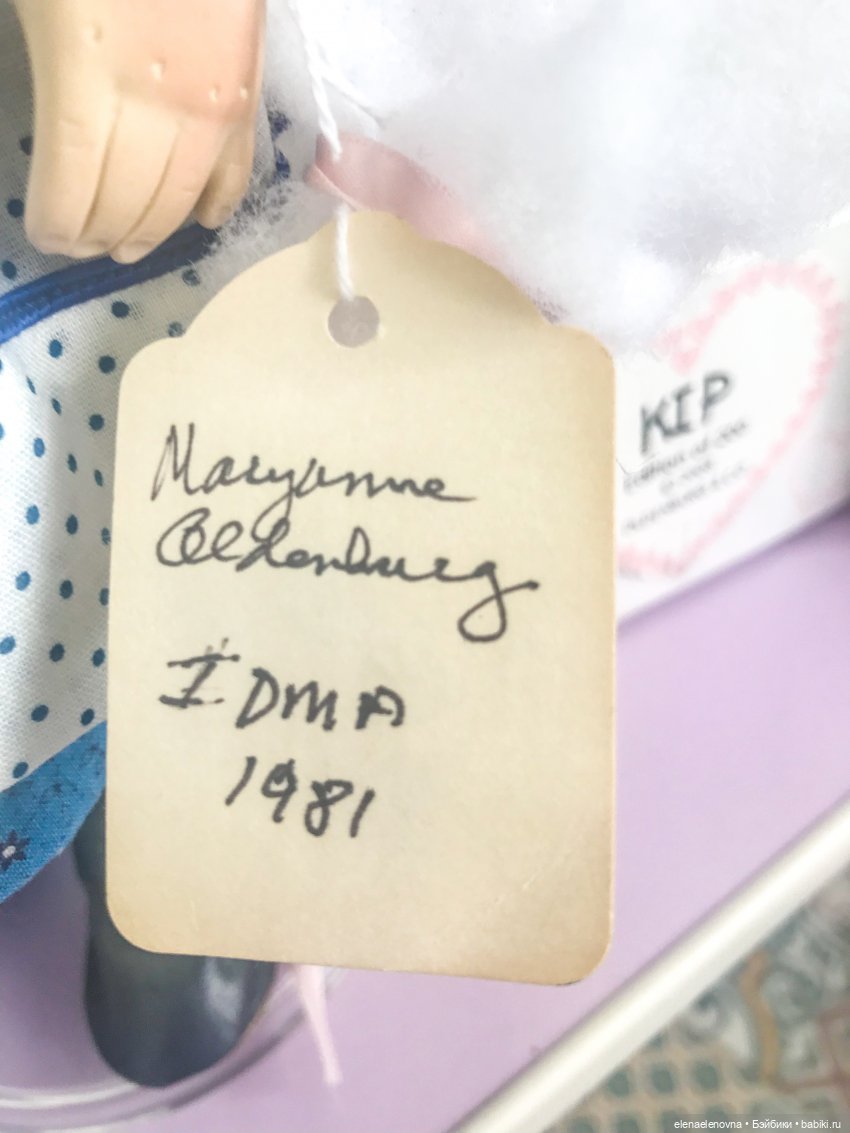 Maryanne
Oldenburg
IDMA
1981
KIP
elenaelenovna • Бэйбики • babiki.ru